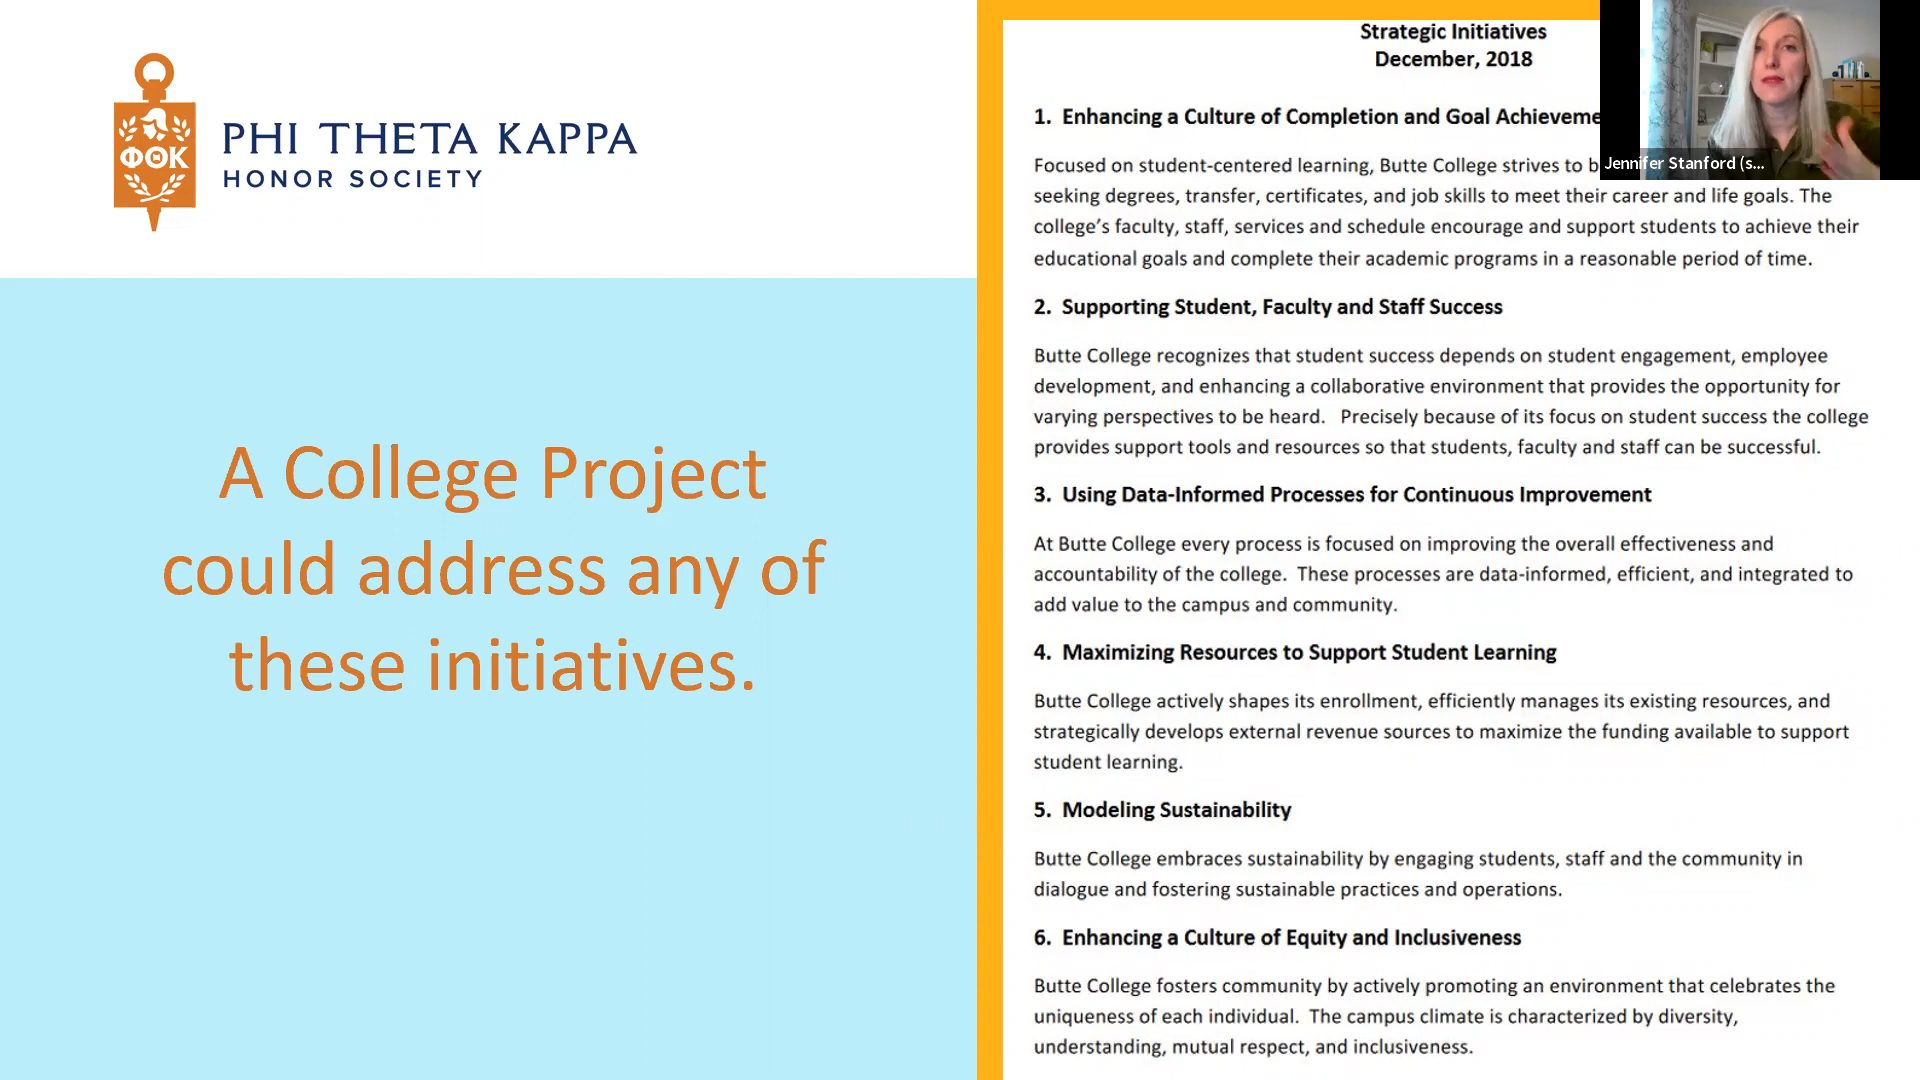 ΦΘΚ
PHI THETA KAPPA
HONOR SOCIETY
A College Project
could address any of
these initiatives.
Strategic Initiatives
December, 2018
1. Enhancing a Culture of Completion and Goal Achieveme
Focused on student-centered learning, Butte College strives to b
seeking degrees, transfer, certificates, and job skills to meet their career and life goals. The
college’s faculty, staff, services and schedule encourage and support students to achieve their
educational goals and complete their academic programs in a reasonable period of time.
2. Supporting Student, Faculty and Staff Success
Butte College recognizes that student success depends on student engagement, employee
development, and enhancing a collaborative environment that provides the opportunity for
varying perspectives to be heard. Precisely because of its focus on student success the college
provides support tools and resources so that students, faculty and staff can be successful.
3. Using Data-Informed Processes for Continuous Improvement
At Butte College every process is focused on improving the overall effectiveness and
accountability of the college. These processes are data-informed, efficient, and integrated to
add value to the campus and community.
4. Maximizing Resources to Support Student Learning
Butte College actively shapes its enrollment, efficiently manages its existing resources, and
strategically develops external revenue sources to maximize the funding available to support
student learning.
5. Modeling Sustainability
Butte College embraces sustainability by engaging students, staff and the community in
dialogue and fostering sustainable practices and operations.
6. Enhancing a Culture of Equity and Inclusiveness
Butte College fosters community by actively promoting an environment that celebrates the
uniqueness of each individual. The campus climate is characterized by diversity,
understanding, mutual respect, and inclusiveness.
Jennifer Stanford (s...